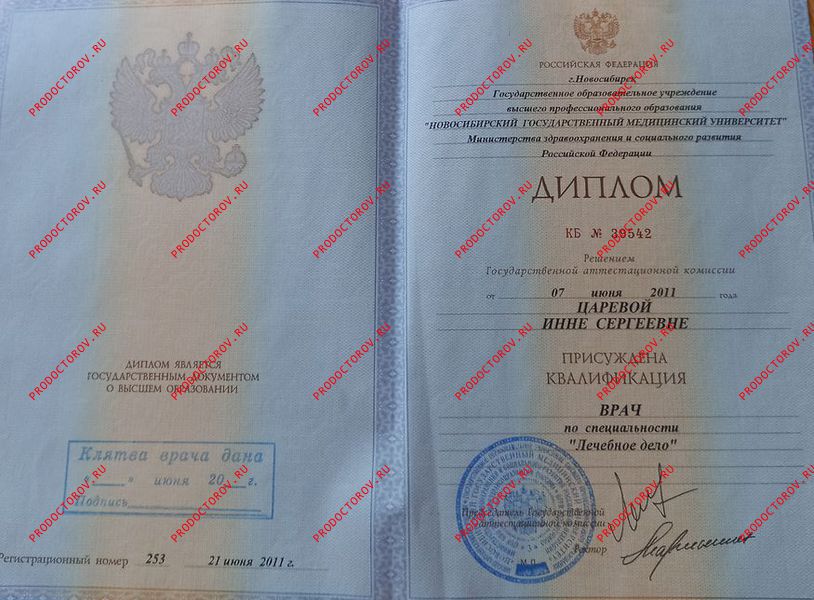 ДИПЛОМ ЯВЛЯЕТСЯ
ГОСУДАРСТВЕННЫМ ДОКУМЕНТОМ
О ВЫСШЕМ ОБРАЗОВАНИИ
Клятва врача дана
" " июня 20 г.
Подпись
Регистрационный номер 253 21 июня 2011 г.
РОССИЙСКАЯ ФЕДЕРАЦИЯ
г.Новосибирск
Государственное образовательное учреждение
высшего профессионального образования
"НОВОСИБИРСКИЙ ГОСУДАРСТВЕННЫЙ МЕДИЦИНСКИЙ УНИВЕРСИТЕТ"
Министерства здравоохранения и социального развития
Российской Федерации
ДИПЛОМ
КБ № 39542
Решением
Государственной аттестационной комиссии
от 07 июня 2011 года
ЦАРЕВОЙ
ИННЕ СЕРГЕЕВНЕ
ПРИСУЖДЕНА
КВАЛИФИКАЦИЯ
ВРАЧ
по специальности
"Лечебное дело"
Председатель Государственной
аттестационной комиссии
Ректор
М.П.
PRODOCTOROV.RU